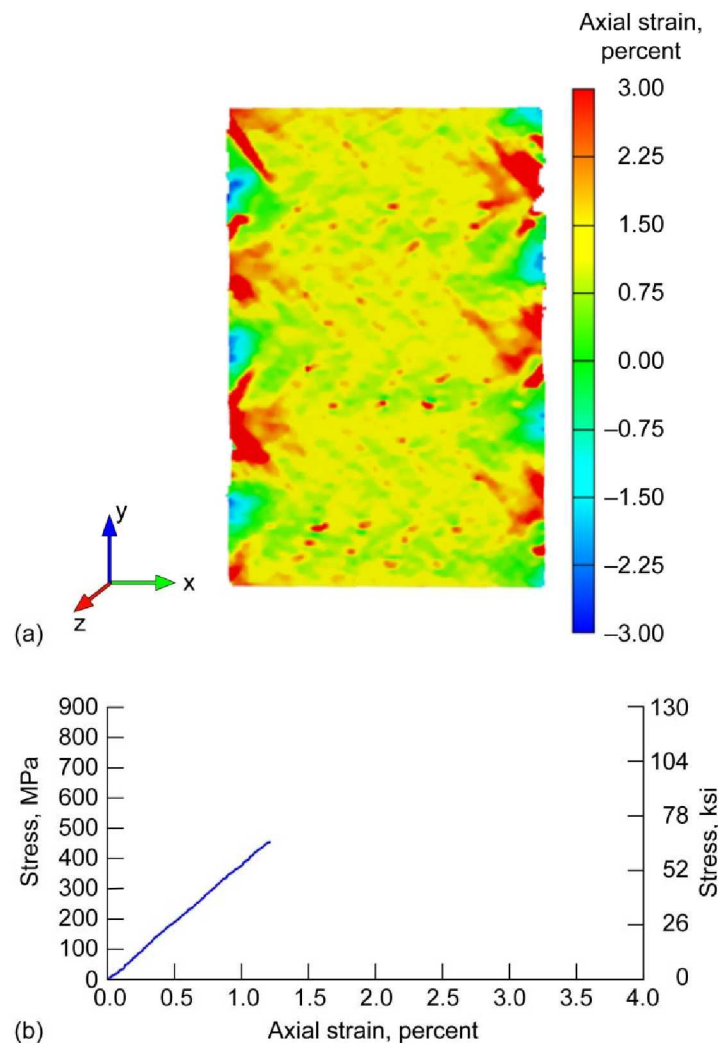 Axial strain,
percent
3.00
2.25
1.50
0.75
0.00
–0.75
–1.50
–2.25
–3.00
y
x
z
(a)
900
800
700
600
500
400
300
200
100
0
Stress, MPa
130
104
78
52
26
0
Stress, ksi
0.0 0.5 1.0 1.5 2.0 2.5 3.0 3.5 4.0
Axial strain, percent
(b)